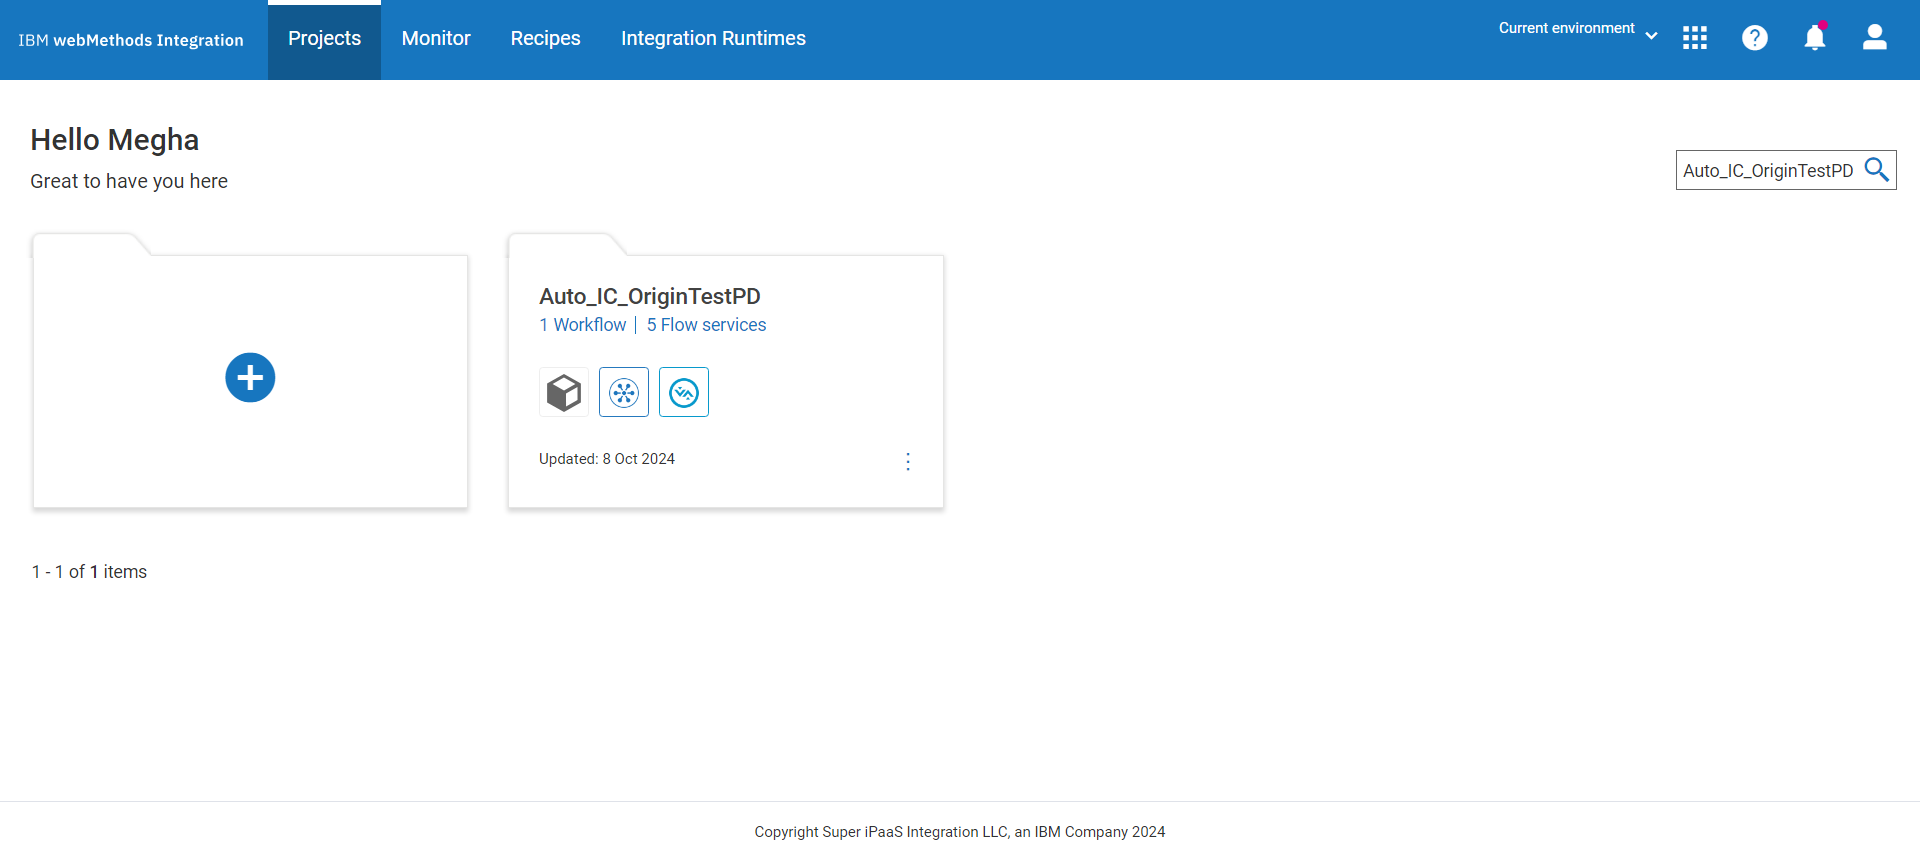 IBM webMethods Integration
Projects
Monitor
Recipes
Integration Runtimes
Current environment
Hello Megha
Great to have you here
Auto_IC_OriginTestPD
Auto_IC_OriginTestPD
1 Workflow | 5 Flow services
Updated: 8 Oct 2024
1 - 1 of 1 items
Copyright Super iPaaS Integration LLC, an IBM Company 2024